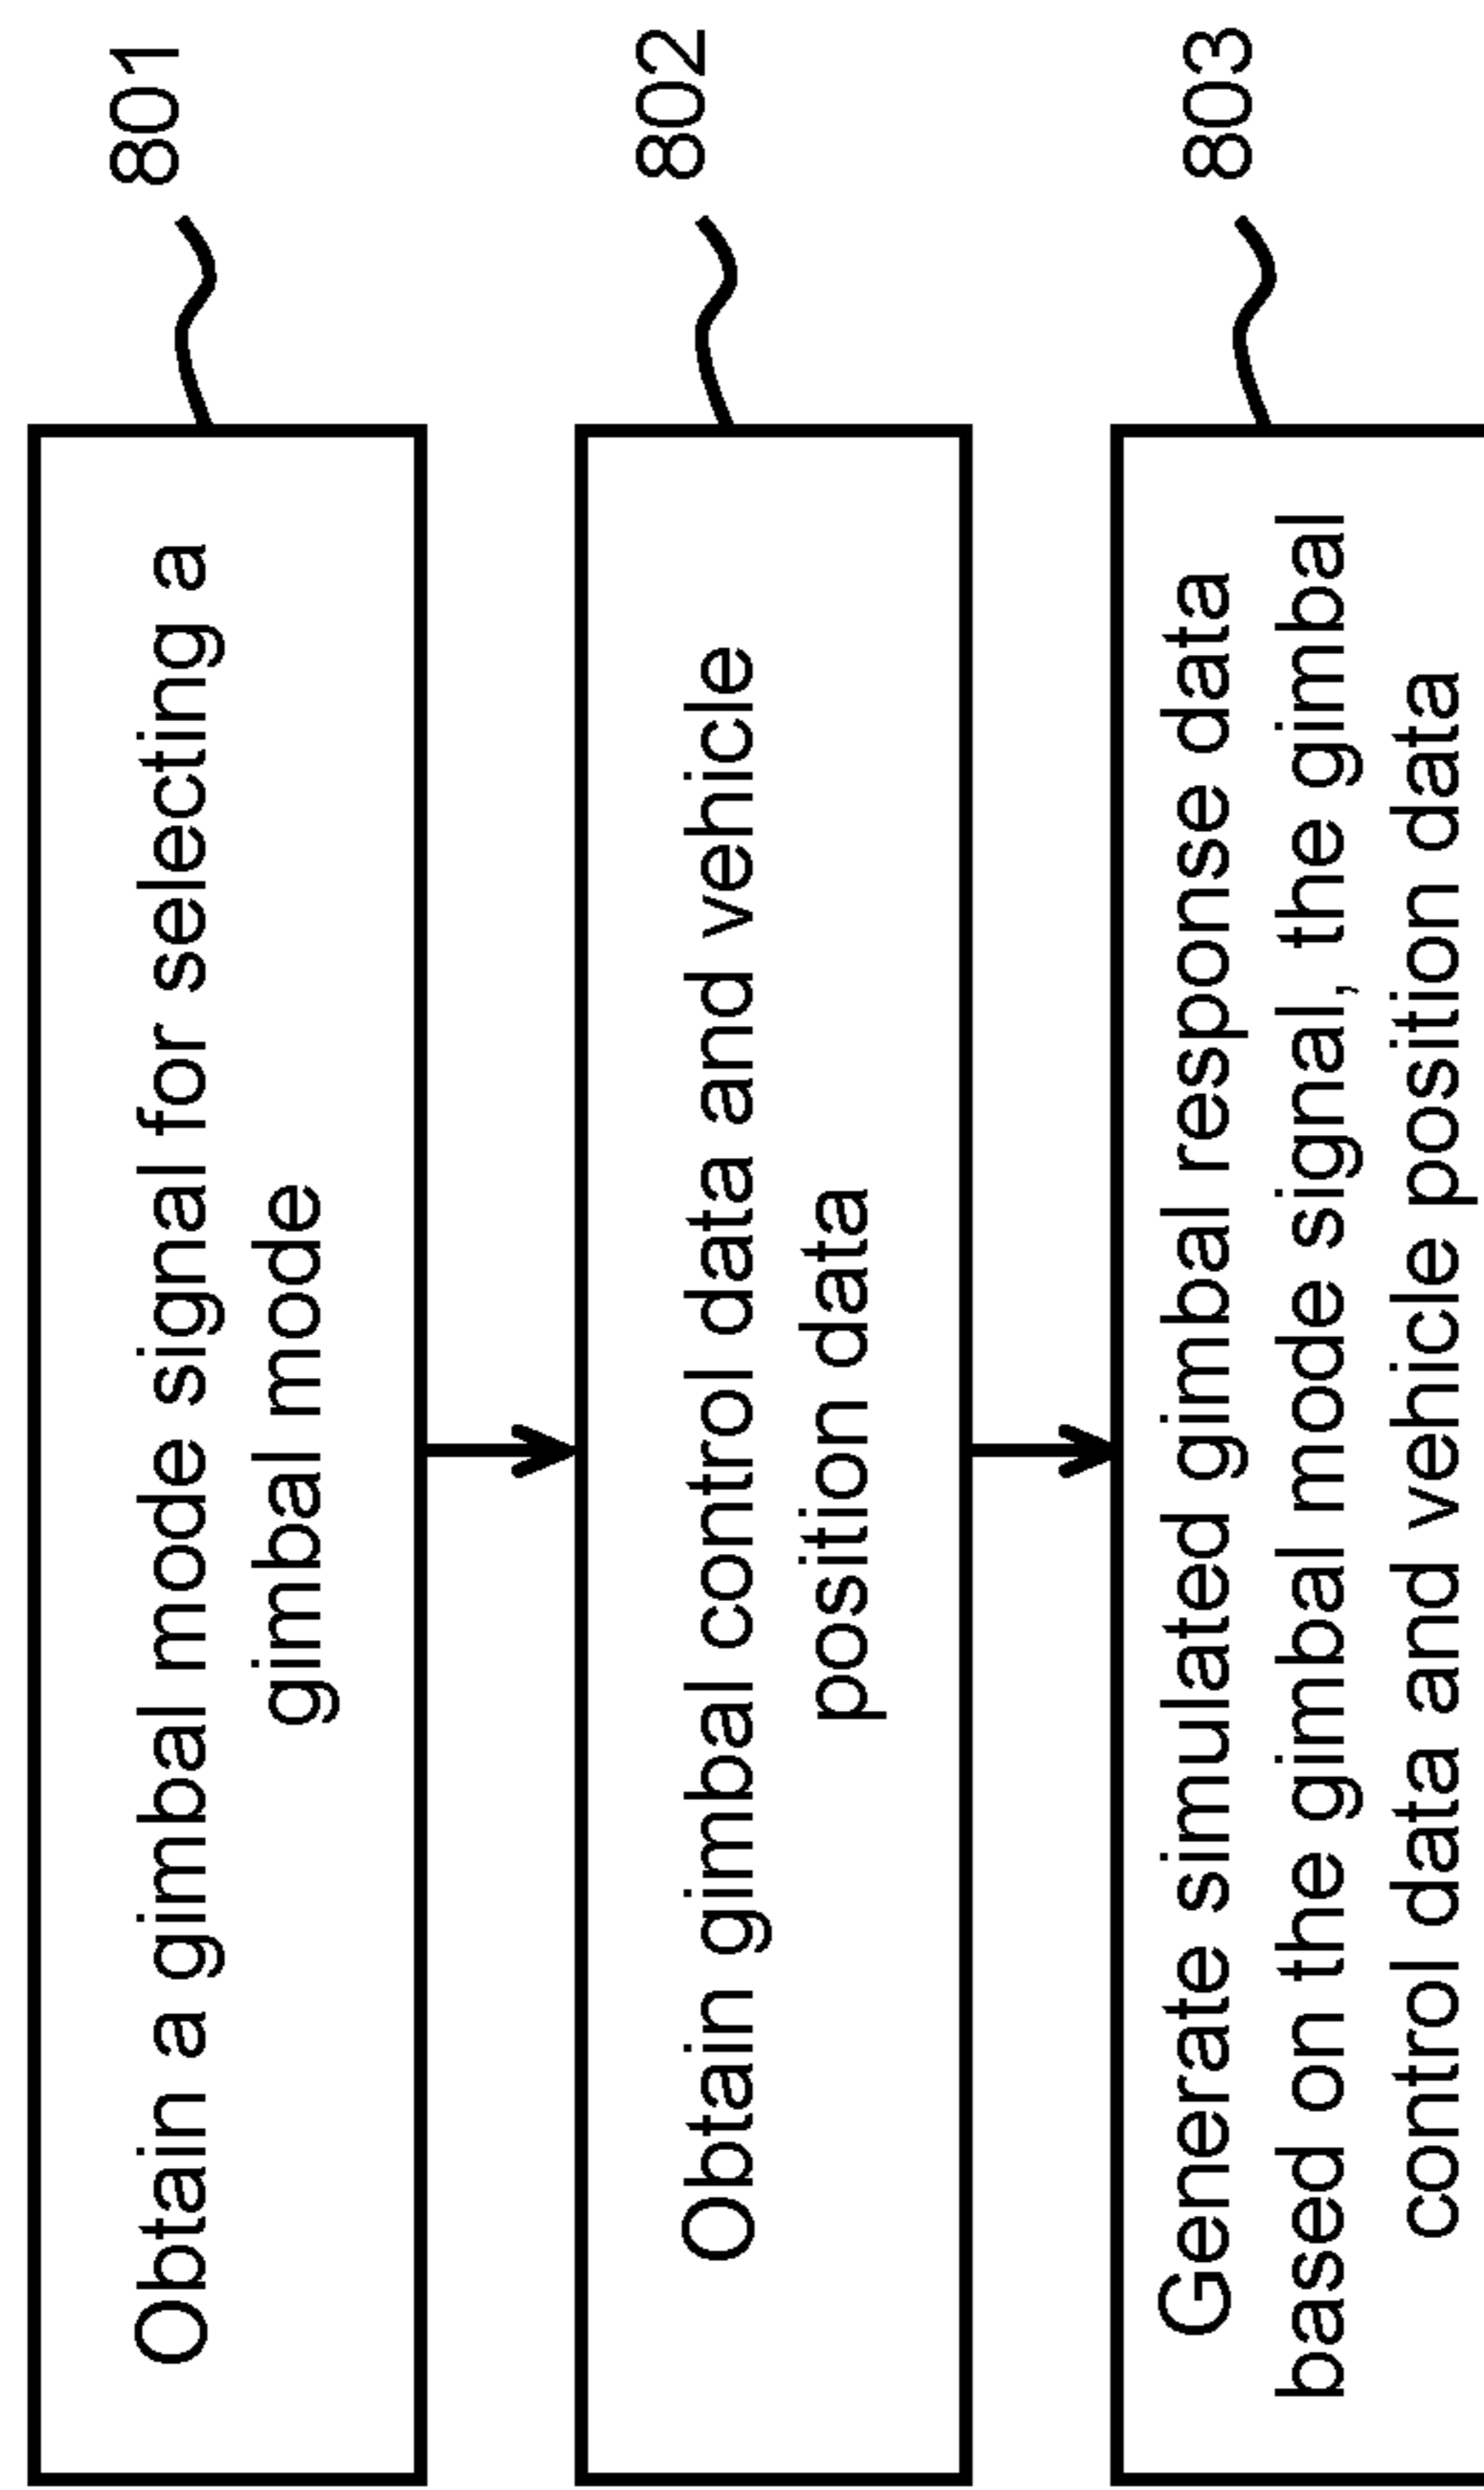 801
Obtain a gimbal mode signal for selecting a
gimbal mode
802
Obtain gimbal control data and vehicle
position data
803
Generate simulated gimbal response data
based on the gimbal mode signal, the gimbal
control data and vehicle position data